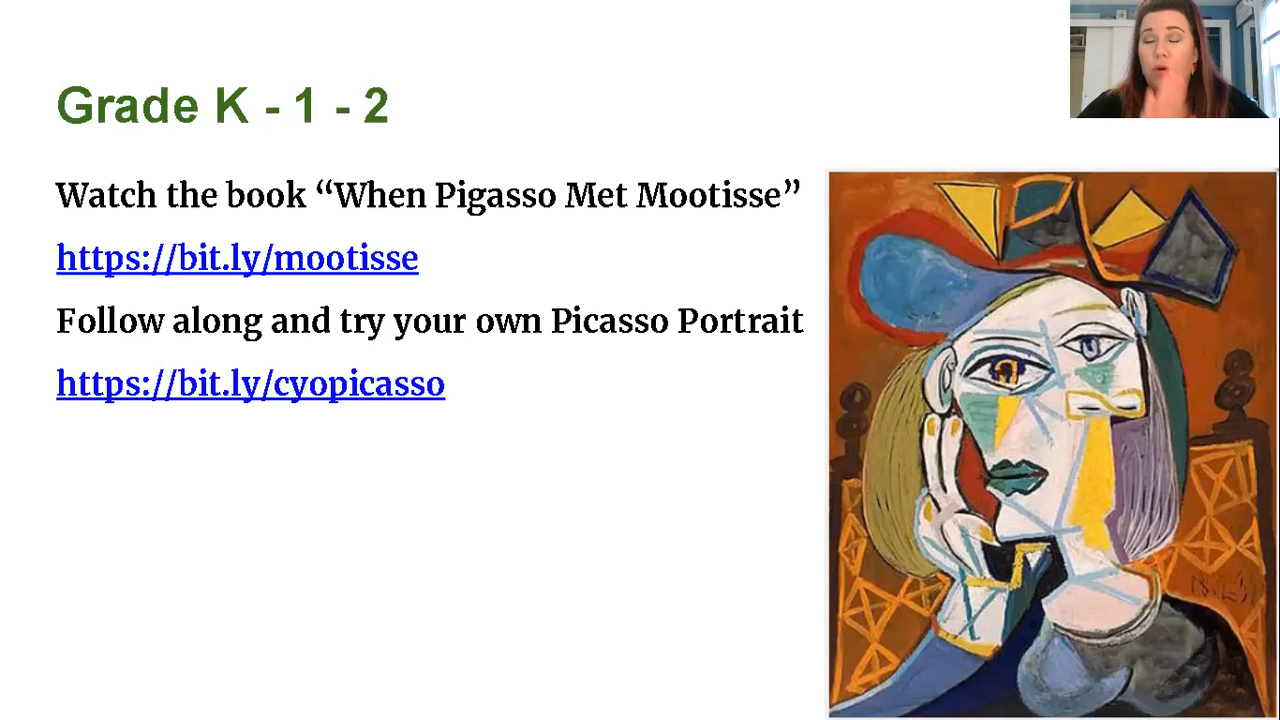 Grade K - 1 - 2
Watch the book “When Pigasso Met Mootisse”
https://bit.ly/mootisse
Follow along and try your own Picasso Portrait
https://bit.ly/cyopicasso